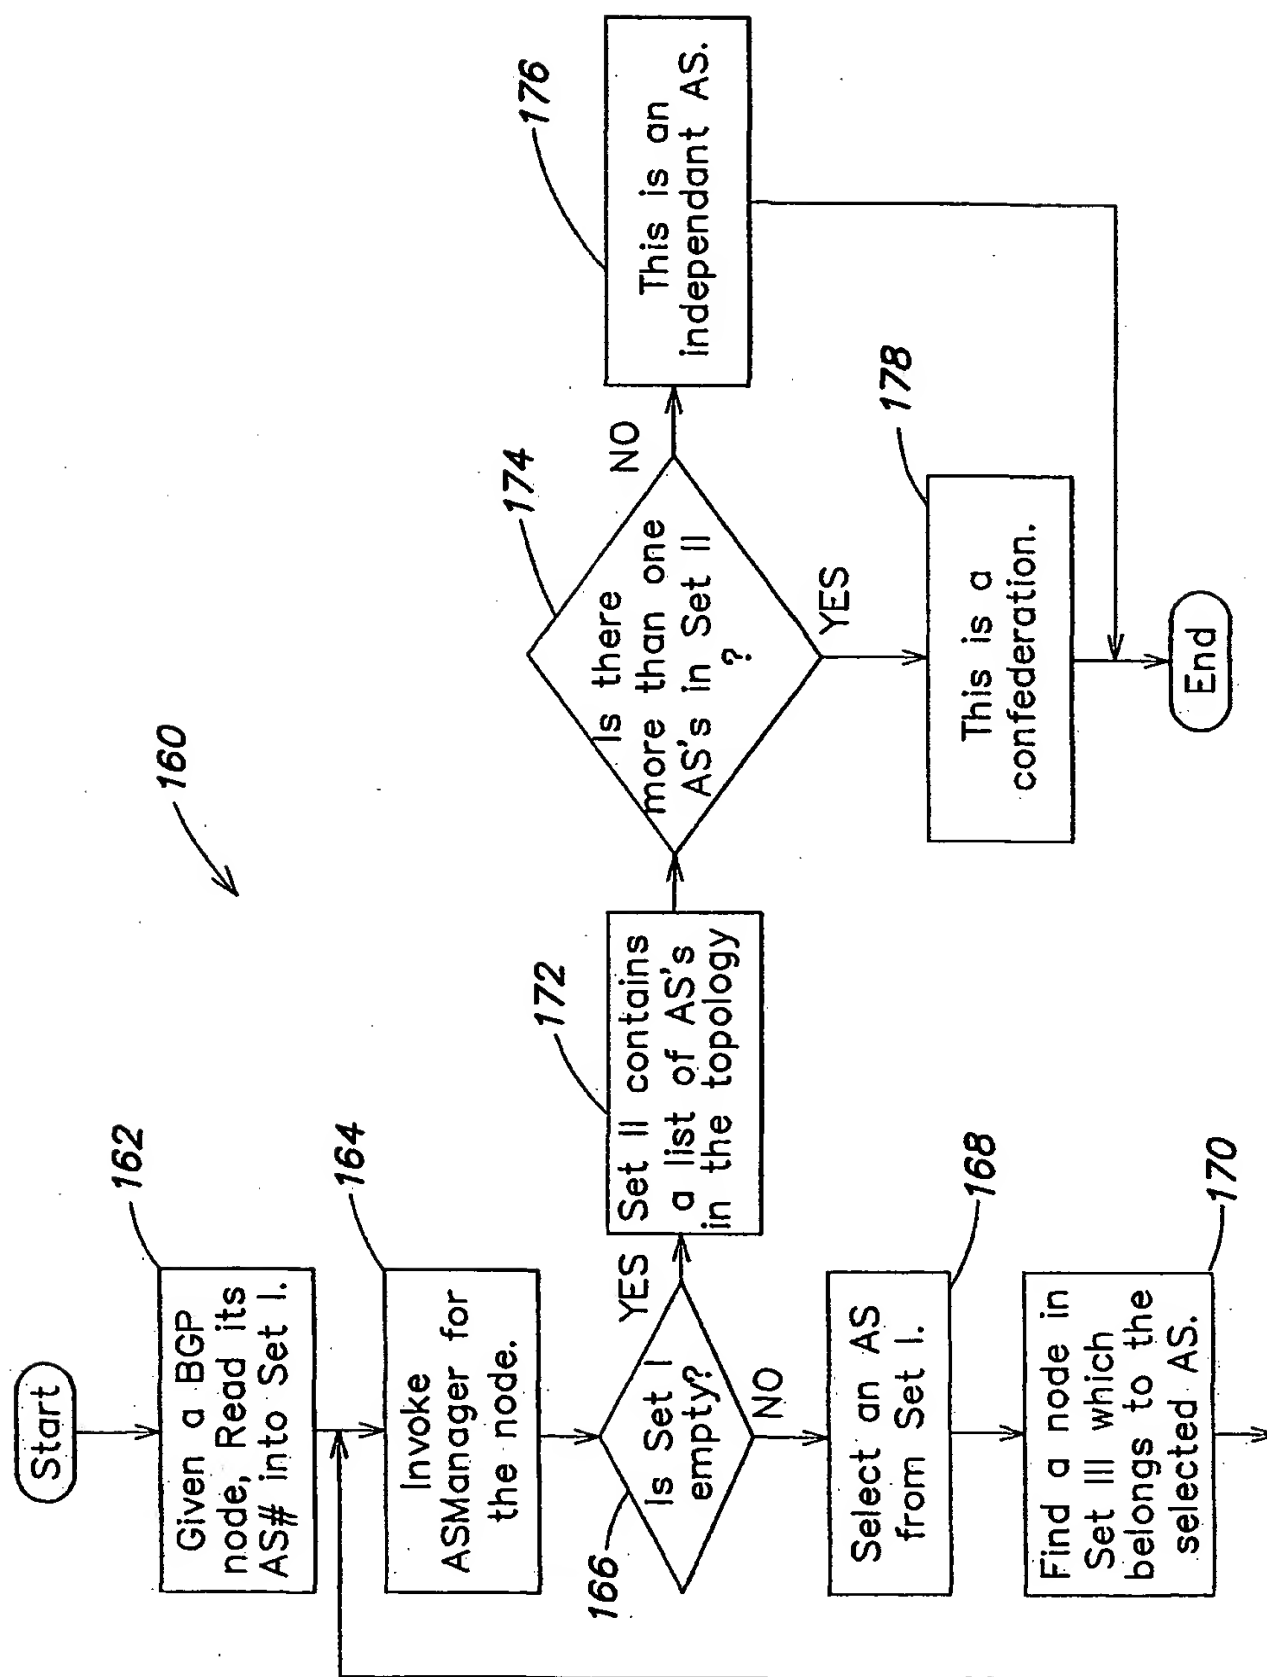 160
Start
162
Given a BGP
node, Read its
AS# into Set I.
164
Invoke
ASManager for
the node.
166
Is Set I
empty?
YES
NO
168
Select an AS
from Set I.
170
Find a node in
Set III which
belongs to the
selected AS.
172
Set II contains
a list of AS's
in the topology
174
Is there
more than one
AS's in Set II
?
NO
YES
176
This is an
independant AS.
178
This is a
confederation.
End